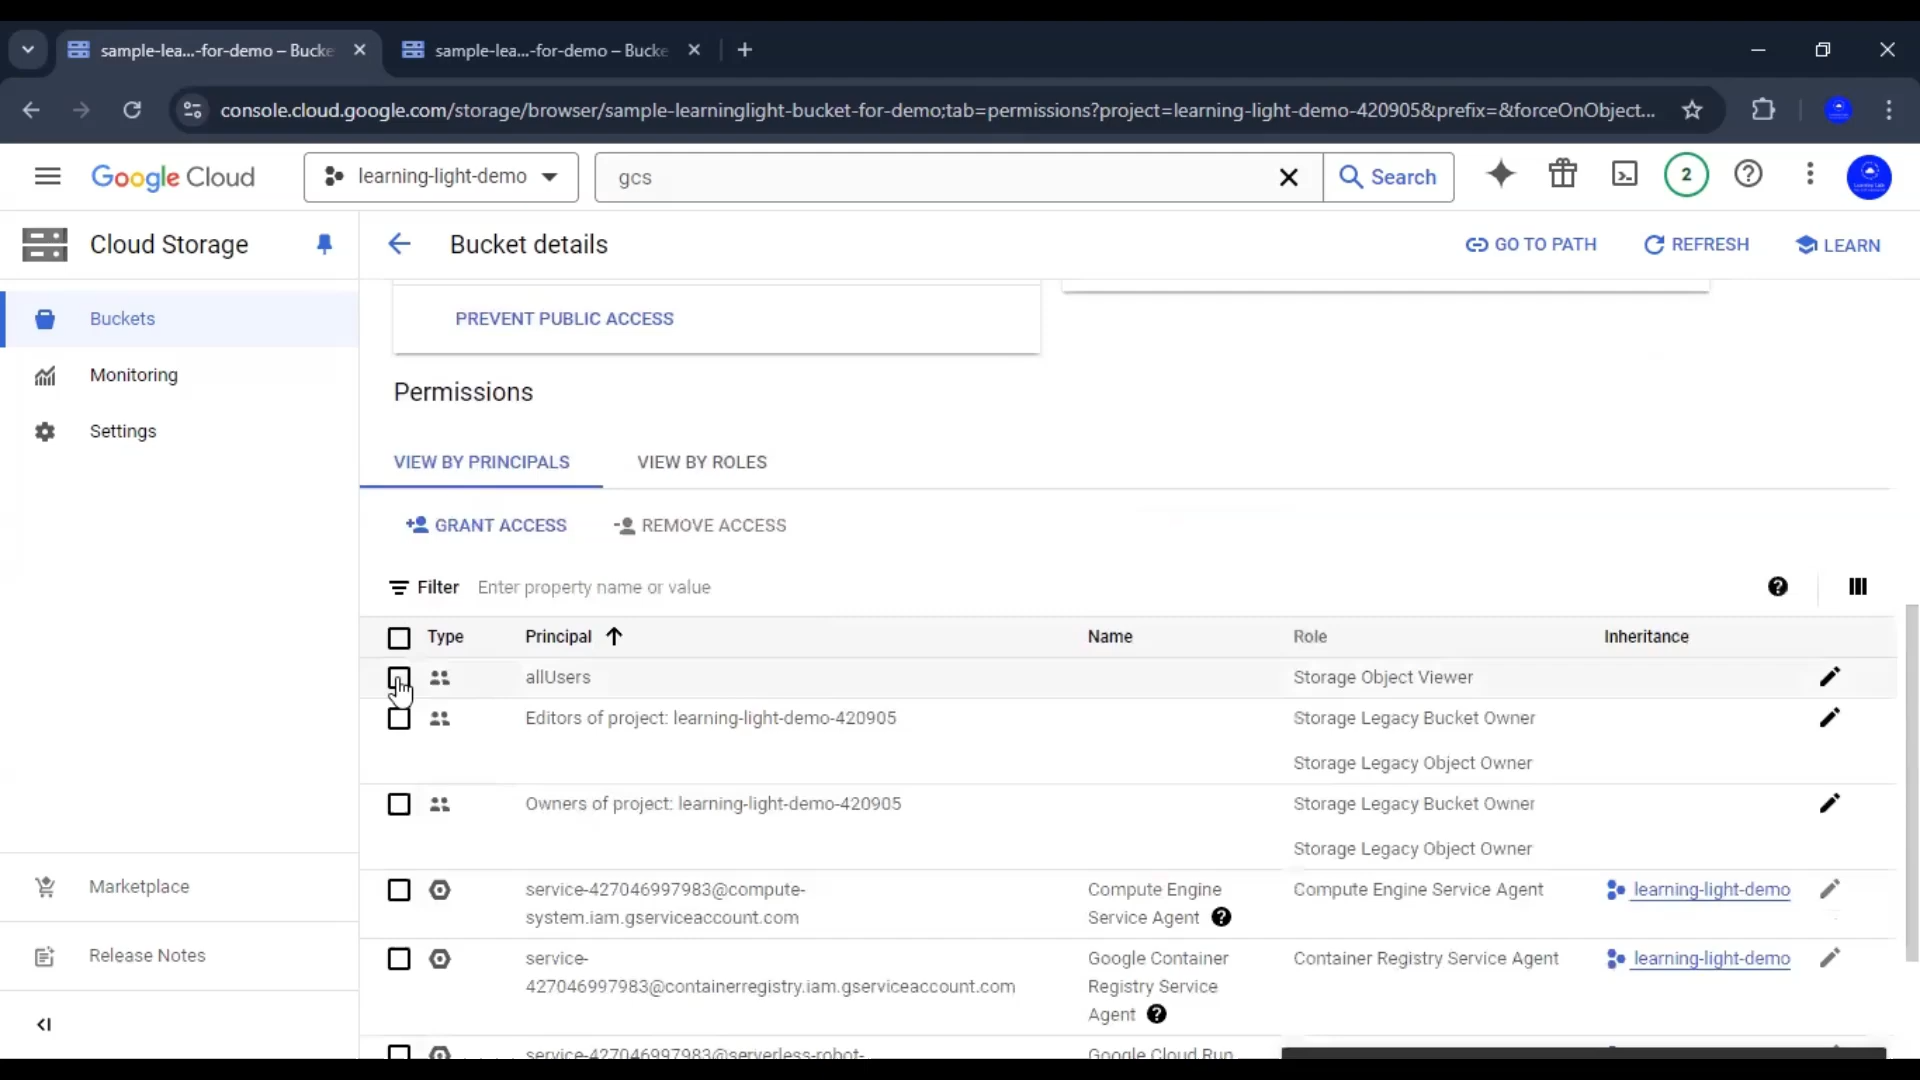 sample-lea...-for-demo – Bucke
sample-lea...-for-demo – Bucke
console.cloud.google.com/storage/browser/sample-learninglight-bucket-for-demo;tab=permissions?project=learning-light-demo-420905&prefix=&forceOnObject...
Google Cloud
learning-light-demo
gcs
Search
2
Cloud Storage
Bucket details
GO TO PATH
REFRESH
LEARN
Buckets
Monitoring
Settings
Marketplace
Release Notes
PREVENT PUBLIC ACCESS
Permissions
VIEW BY PRINCIPALS
VIEW BY ROLES
GRANT ACCESS
REMOVE ACCESS
Filter Enter property name or value
Type Principal Name Role Inheritance
allUsers Storage Object Viewer
Editors of project: learning-light-demo-420905 Storage Legacy Bucket Owner
Storage Legacy Object Owner
Owners of project: learning-light-demo-420905 Storage Legacy Bucket Owner
Storage Legacy Object Owner
service-427046997983@compute- Compute Engine Compute Engine Service Agent learning-light-demo
system.iam.gserviceaccount.com Service Agent
service- Google Container Container Registry Service Agent learning-light-demo
427046997983@containerregistry.iam.gserviceaccount.com Registry Service
Agent
service-427046997983@serverless-robot- Google Cloud Run